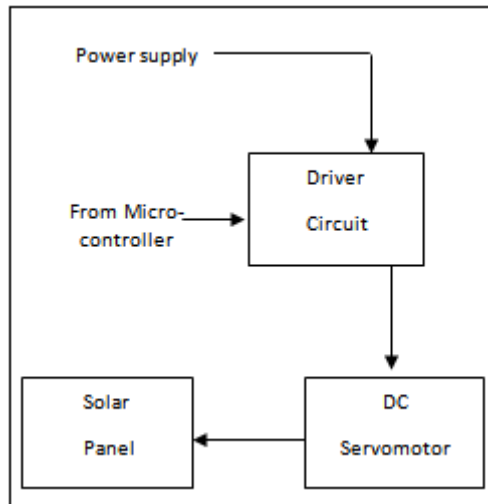 Power supply
Driver
Circuit
From Micro-
controller
Solar
Panel
DC
Servomotor